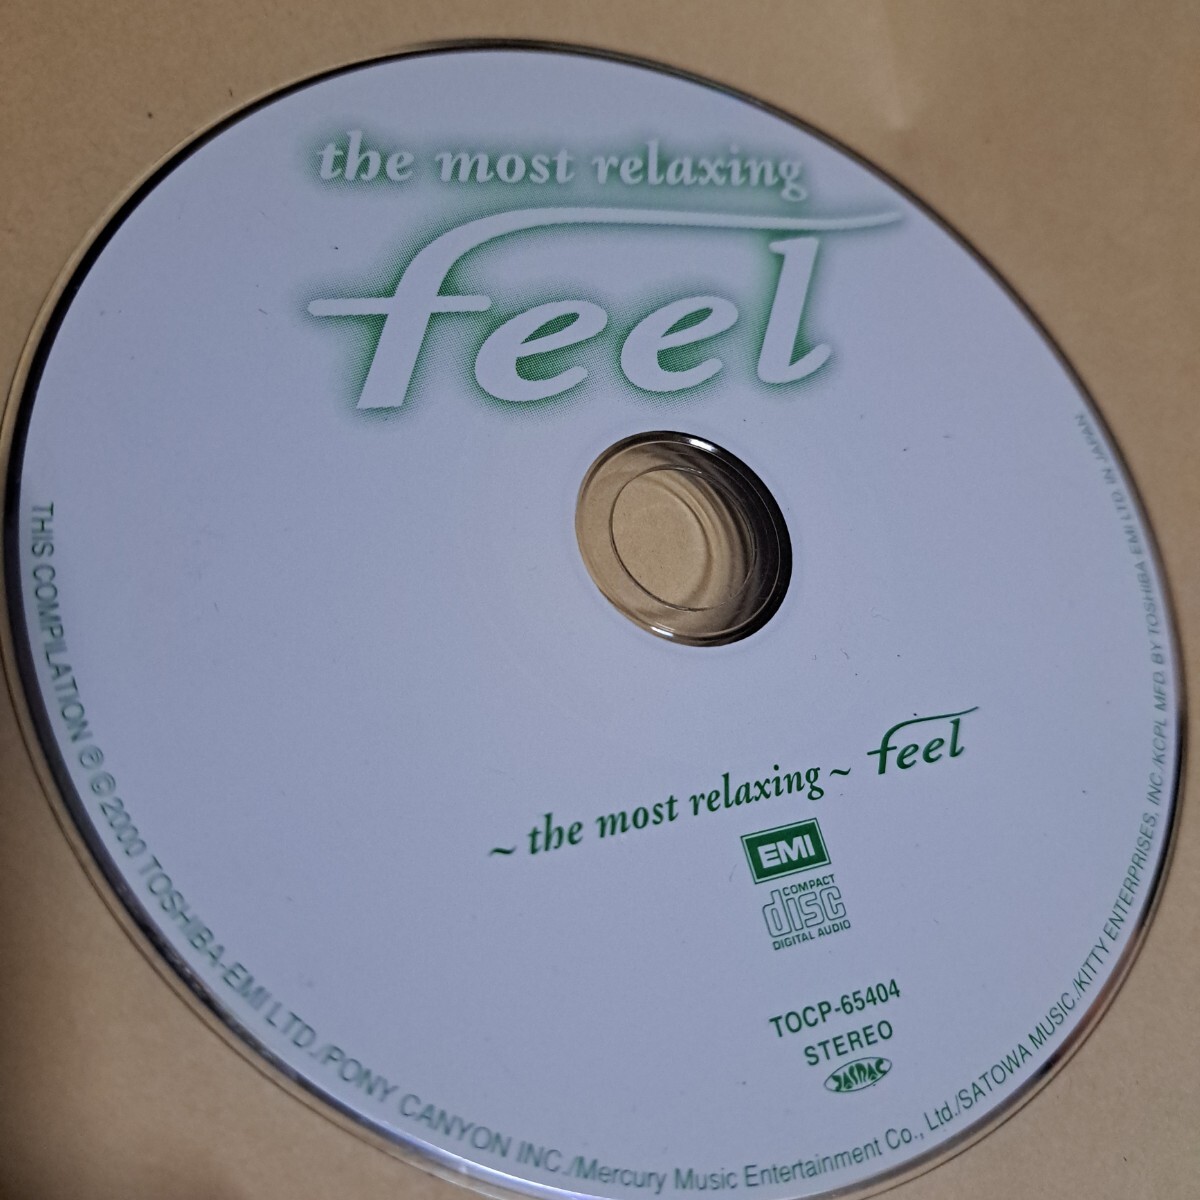 the most relaxing
feel
~ the most relaxing ~ feel
EMI
COMPACT
disc
DIGITAL AUDIO
TOCP-65404
STEREO
JASRAC
THIS COMPILATION ℗©2000 TOSHIBA-EMI LTD./PONY CANYON INC./Mercury Music Entertainment Co., Ltd./SATOWA MUSIC./KITTY ENTERPRISES, INC./KCPL MFD. BY TOSHIBA-EMI LTD. IN JAPAN